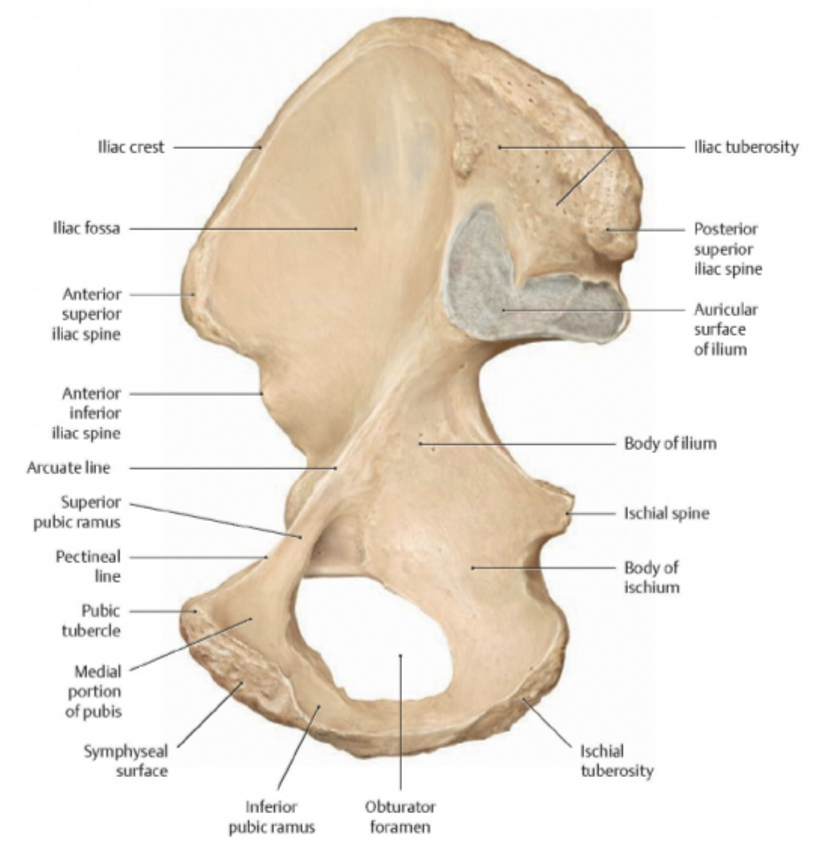 Iliac crest
Iliac fossa
Anterior
superior
iliac spine
Anterior
inferior
iliac spine
Arcuate line
Superior
pubic ramus
Pectineal
line
Pubic
tubercle
Medial
portion
of pubis
Symphyseal
surface
Inferior
pubic ramus
Obturator
foramen
Iliac tuberosity
Posterior
superior
iliac spine
Auricular
surface
of ilium
Body of ilium
Ischial spine
Body of
ischium
Ischial
tuberosity